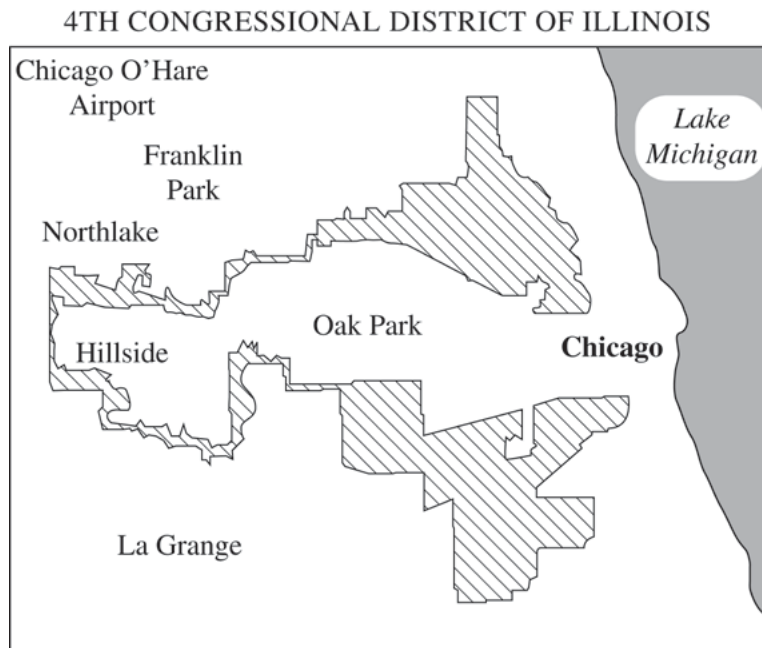 4TH CONGRESSIONAL DISTRICT OF ILLINOIS
Chicago O'Hare
Airport
Lake
Michigan
Franklin
Park
Northlake
Oak Park
Hillside
Chicago
La Grange